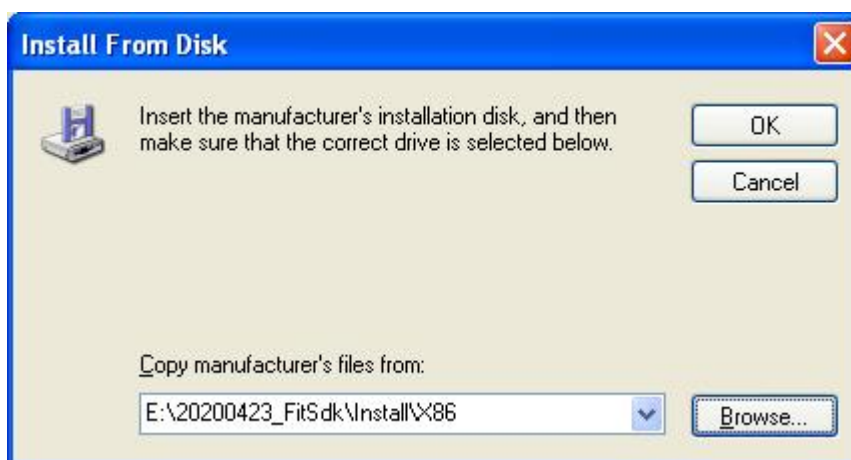 Install From Disk
Insert the manufacturer's installation disk, and then
make sure that the correct drive is selected below.
OK
Cancel
Copy manufacturer's files from:
E:\20200423_FitSdk\Install\X86
Browse...